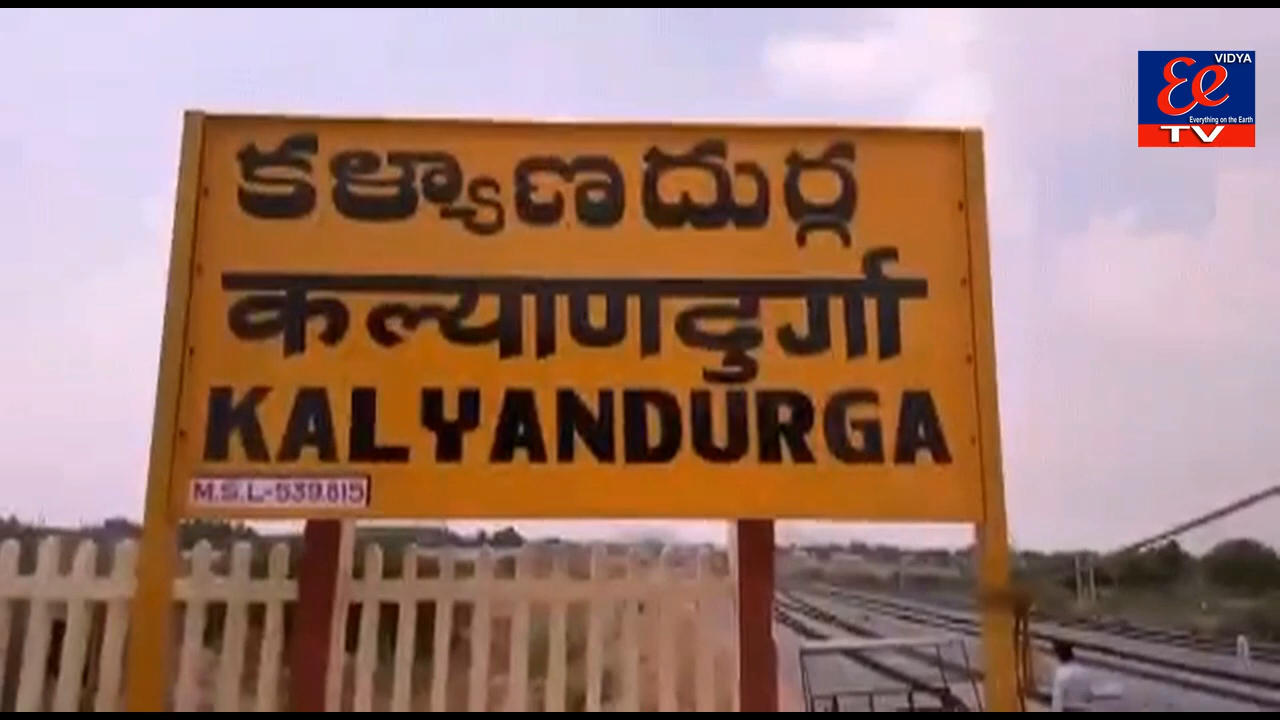 VIDYA
Ee
Everything on the Earth
TV
కళ్యాణదుర్గ
कल्याणदुर्गा
KALYANDURGA
M.S.L-539.815